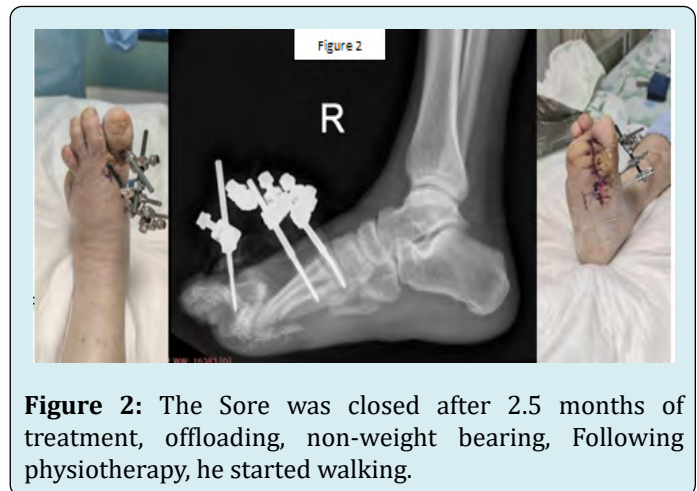 Figure 2
R
Figure 2: The Sore was closed after 2.5 months of
treatment, offloading, non-weight bearing, Following
physiotherapy, he started walking.